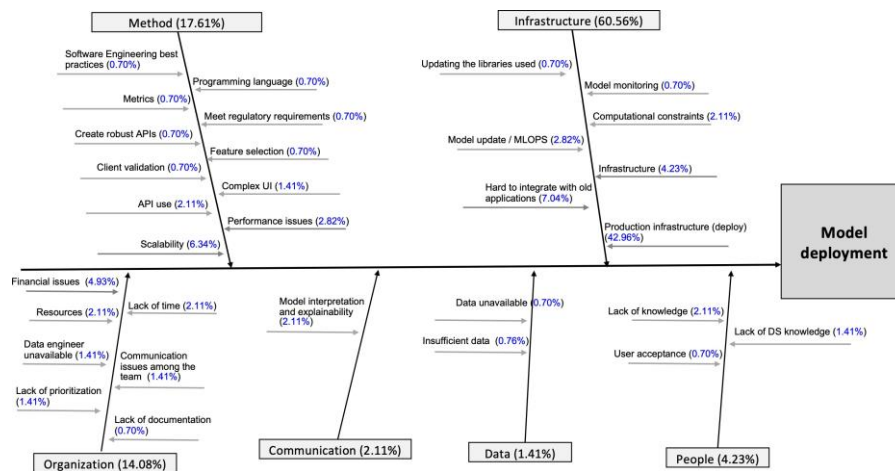 Method (17.61%)
Infrastructure (60.56%)
Software Engineering best
practices (0.70%)
Programming language (0.70%)
Metrics (0.70%)
Meet regulatory requirements (0.70%)
Create robust APIs (0.70%)
Feature selection (0.70%)
Client validation (0.70%)
Complex UI (1.41%)
API use (2.11%)
Performance issues (2.82%)
Scalability (6.34%)
Updating the libraries used (0.70%)
Model monitoring (0.70%)
Computational constraints (2.11%)
Model update / MLOPS (2.82%)
Infrastructure (4.23%)
Hard to integrate with old
applications (7.04%)
Production infrastructure (deploy)
(42.96%)
Model
deployment
Financial issues (4.93%)
Lack of time (2.11%)
Resources (2.11%)
Data engineer
unavailable (1.41%)
Communication
issues among the
team (1.41%)
Lack of prioritization
(1.41%)
Lack of documentation
(0.70%)
Organization (14.08%)
Model interpretation
and explainability
(2.11%)
Communication (2.11%)
Data unavailable (0.70%)
Insufficient data (0.76%)
Data (1.41%)
Lack of knowledge (2.11%)
Lack of DS knowledge (1.41%)
User acceptance (0.70%)
People (4.23%)